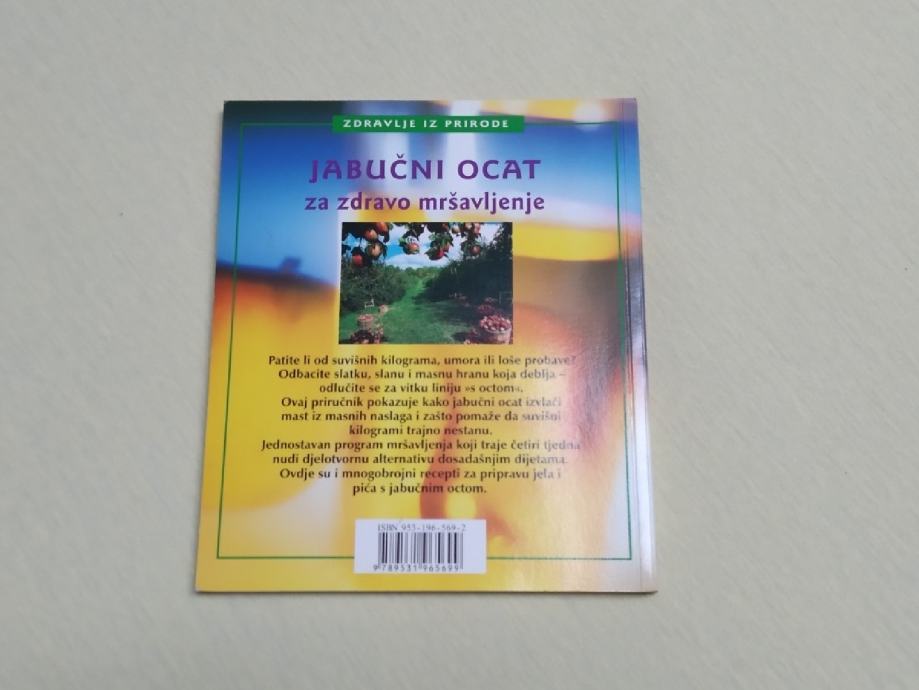 ZDRAVLJE IZ PRIRODE
JABUČNI OCAT
za zdravo mršavljenje
Patite li od suvišnih kilograma, umora ili loše probave?
Odbacite slatku, slanu i masnu hranu koja deblja –
odlučite se za vitku liniju »s octom«.
Ovaj priručnik pokazuje kako jabučni ocat izvlači
mast iz masnih naslaga i zašto pomaže da suvišni
kilogrami trajno nestanu.
Jednostavan program mršavljenja koji traje četiri tjedna
nudi djelotvornu alternativu dosadašnjim dijetama.
Ovdje su i mnogobrojni recepti za pripravu jela i
pića s jabučnim octom.
ISBN 953-196-569-2
9 789531 965699